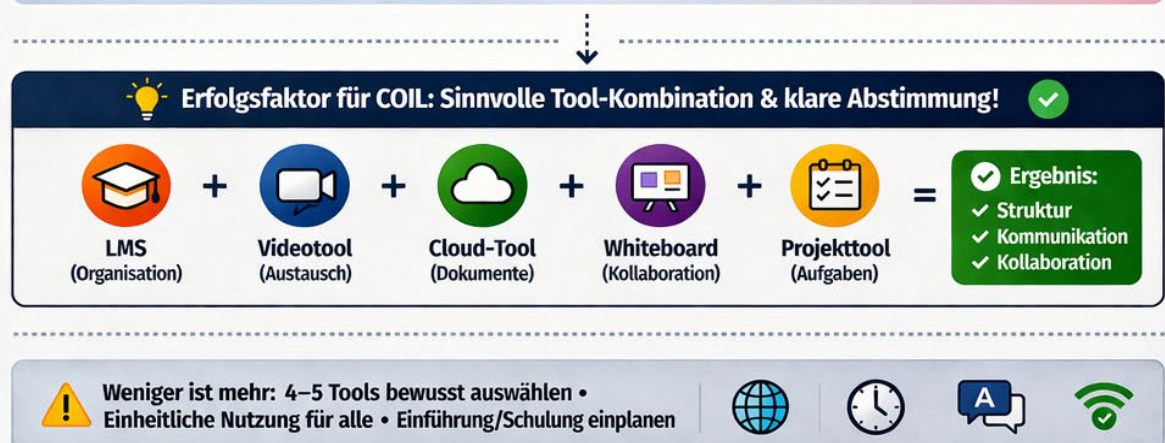 Erfolgsfaktor für COIL: Sinnvolle Tool-Kombination & klare Abstimmung!
LMS
(Organisation)
+
Videotool
(Austausch)
+
Cloud-Tool
(Dokumente)
+
Whiteboard
(Kollaboration)
+
Projekttool
(Aufgaben)
=
Ergebnis:
Struktur
Kommunikation
Kollaboration
Weniger ist mehr: 4–5 Tools bewusst auswählen •
Einheitliche Nutzung für alle • Einführung/Schulung einplanen
A